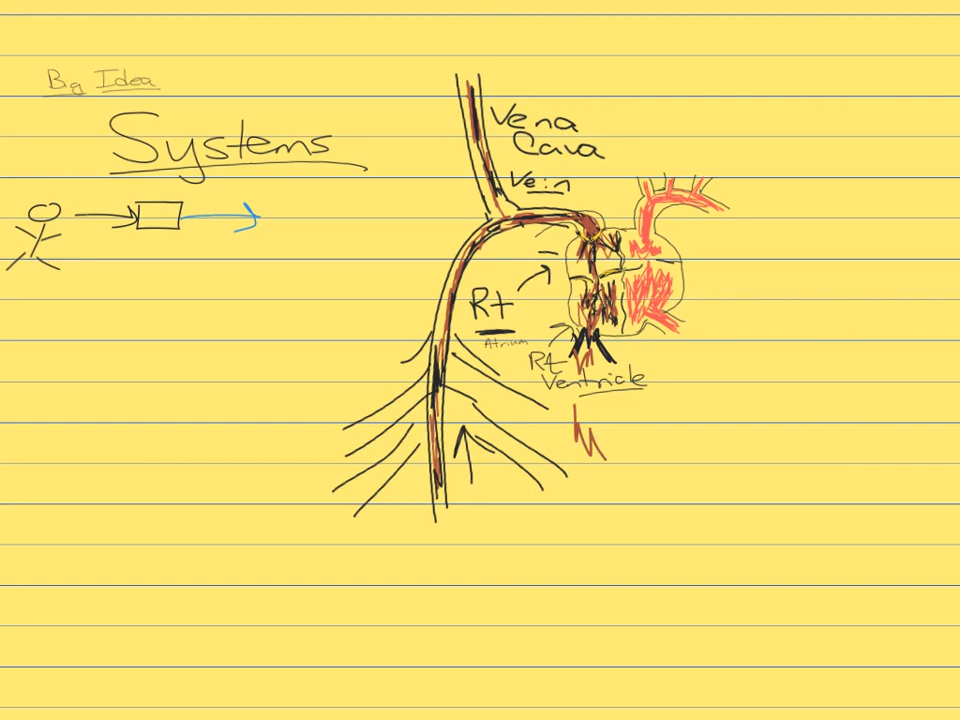 Big Idea
Systems
Vena
Cava
Vein
Rt
Atrium
Rt
Ventricle